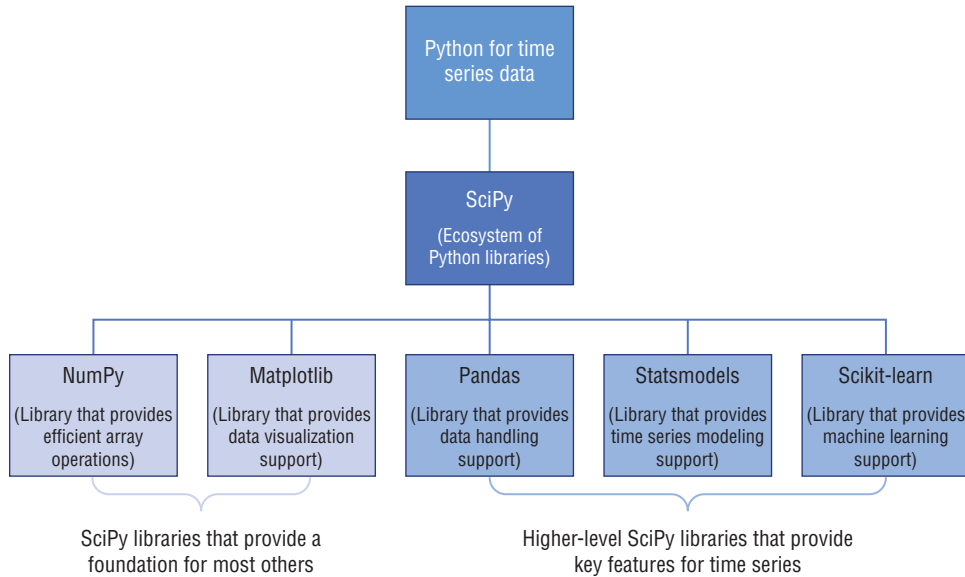 Python for time
series data
SciPy
(Ecosystem of
Python libraries)
NumPy
(Library that provides
efficient array
operations)
Matplotlib
(Library that provides
data visualization
support)
Pandas
(Library that provides
data handling
support)
Statsmodels
(Library that provides
time series modeling
support)
Scikit-learn
(Library that provides
machine learning
support)
SciPy libraries that provide a
foundation for most others
Higher-level SciPy libraries that provide
key features for time series